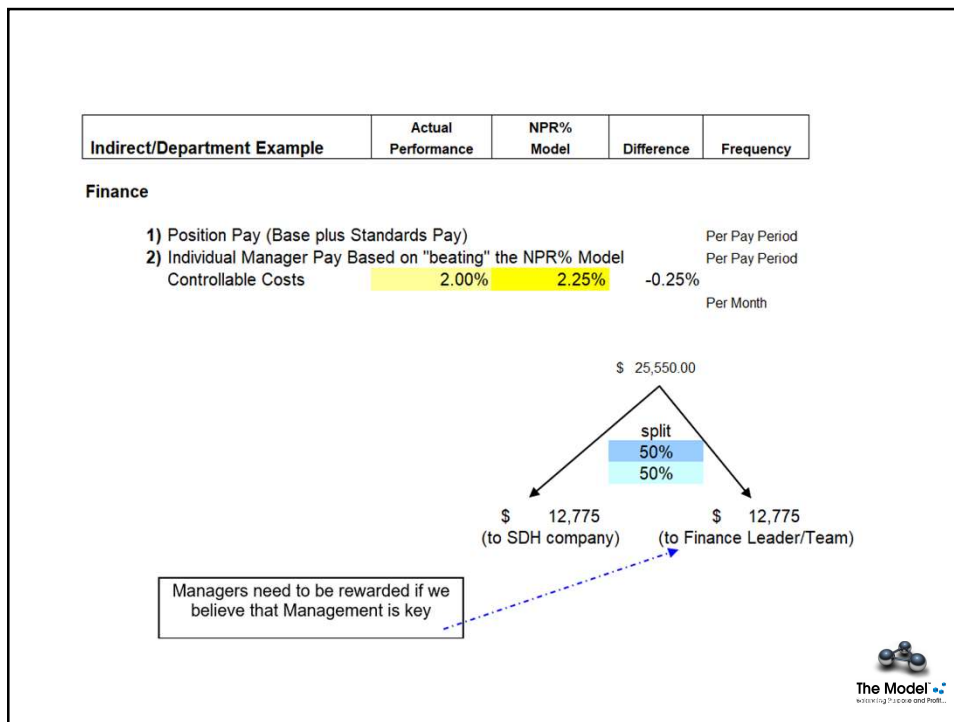 Indirect/Department Example Actual Performance NPR% Model Difference Frequency
Finance
1) Position Pay (Base plus Standards Pay) Per Pay Period
2) Individual Manager Pay Based on "beating" the NPR% Model Per Pay Period
Controllable Costs 2.00% 2.25% -0.25%
Per Month
$ 25,550.00
split
50%
50%
$ 12,775 $ 12,775
(to SDH company) (to Finance Leader/Team)
Managers need to be rewarded if we
believe that Management is key
The Model
and Profit...